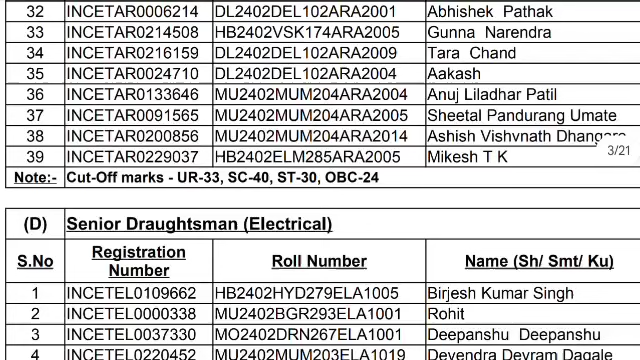 32 INCETAR0006214 DL2402DEL102ARA2001 Abhishek Pathak
33 INCETAR0214508 HB2402VSK174ARA2005 Gunna Narendra
34 INCETAR0216159 DL2402DEL102ARA2009 Tara Chand
35 INCETAR0024710 DL2402DEL102ARA2004 Aakash
36 INCETAR0133646 MU2402MUM204ARA2004 Anuj Liladhar Patil
37 INCETAR0091565 MU2402MUM204ARA2005 Sheetal Pandurang Umate
38 INCETAR0200856 MU2402MUM204ARA2014 Ashish Vishvnath Dhangare
39 INCETAR0229037 HB2402ELM285ARA2005 Mikesh T K
3/21
Note:- Cut-Off marks - UR-33, SC-40, ST-30, OBC-24
(D) Senior Draughtsman (Electrical)
S.No Registration Number Roll Number Name (Sh/ Smt/ Ku)
1 INCETEL0109662 HB2402HYD279ELA1005 Birjesh Kumar Singh
2 INCETEL0000338 MU2402BGR293ELA1001 Rohit
3 INCETEL0037330 MO2402DRN267ELA1001 Deepanshu Deepanshu
4 INCETEL0220452 MU2402MUM203ELA1019 Devendra Devram Dagale